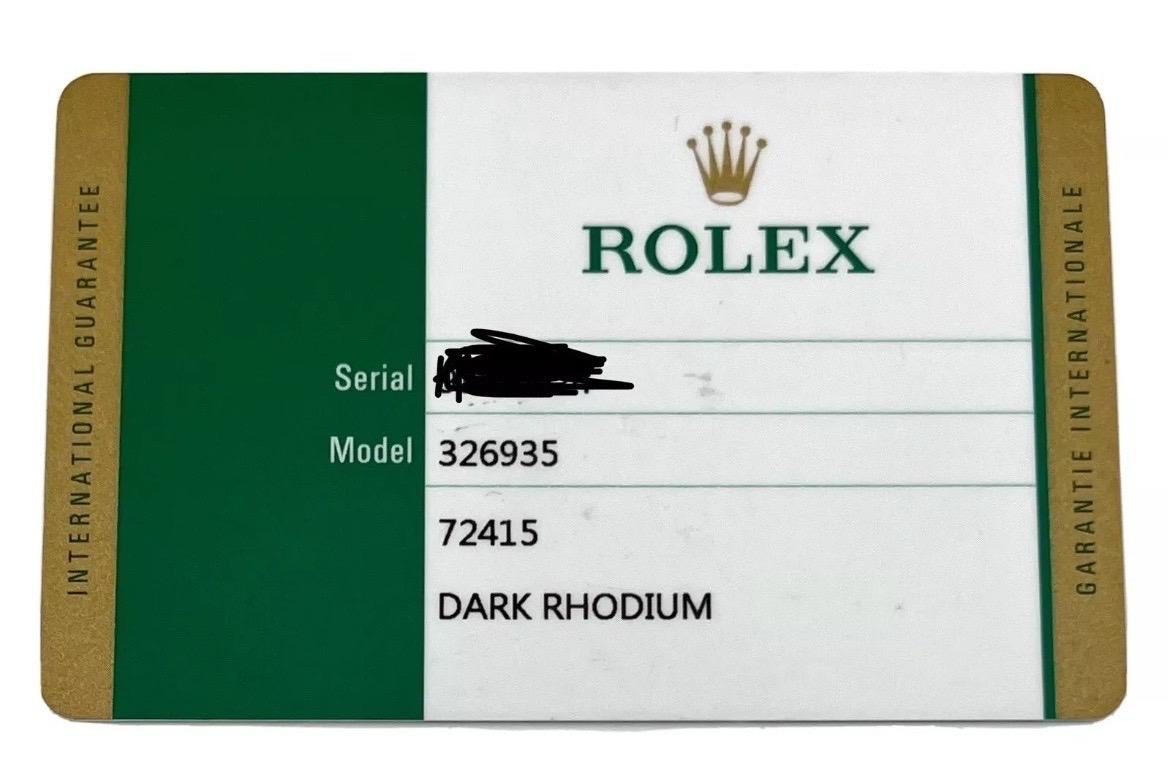 INTERNATIONAL GUARANTEE
ROLEX
Serial
Model 326935
72415
DARK RHODIUM
GARANTIE INTERNATIONALE